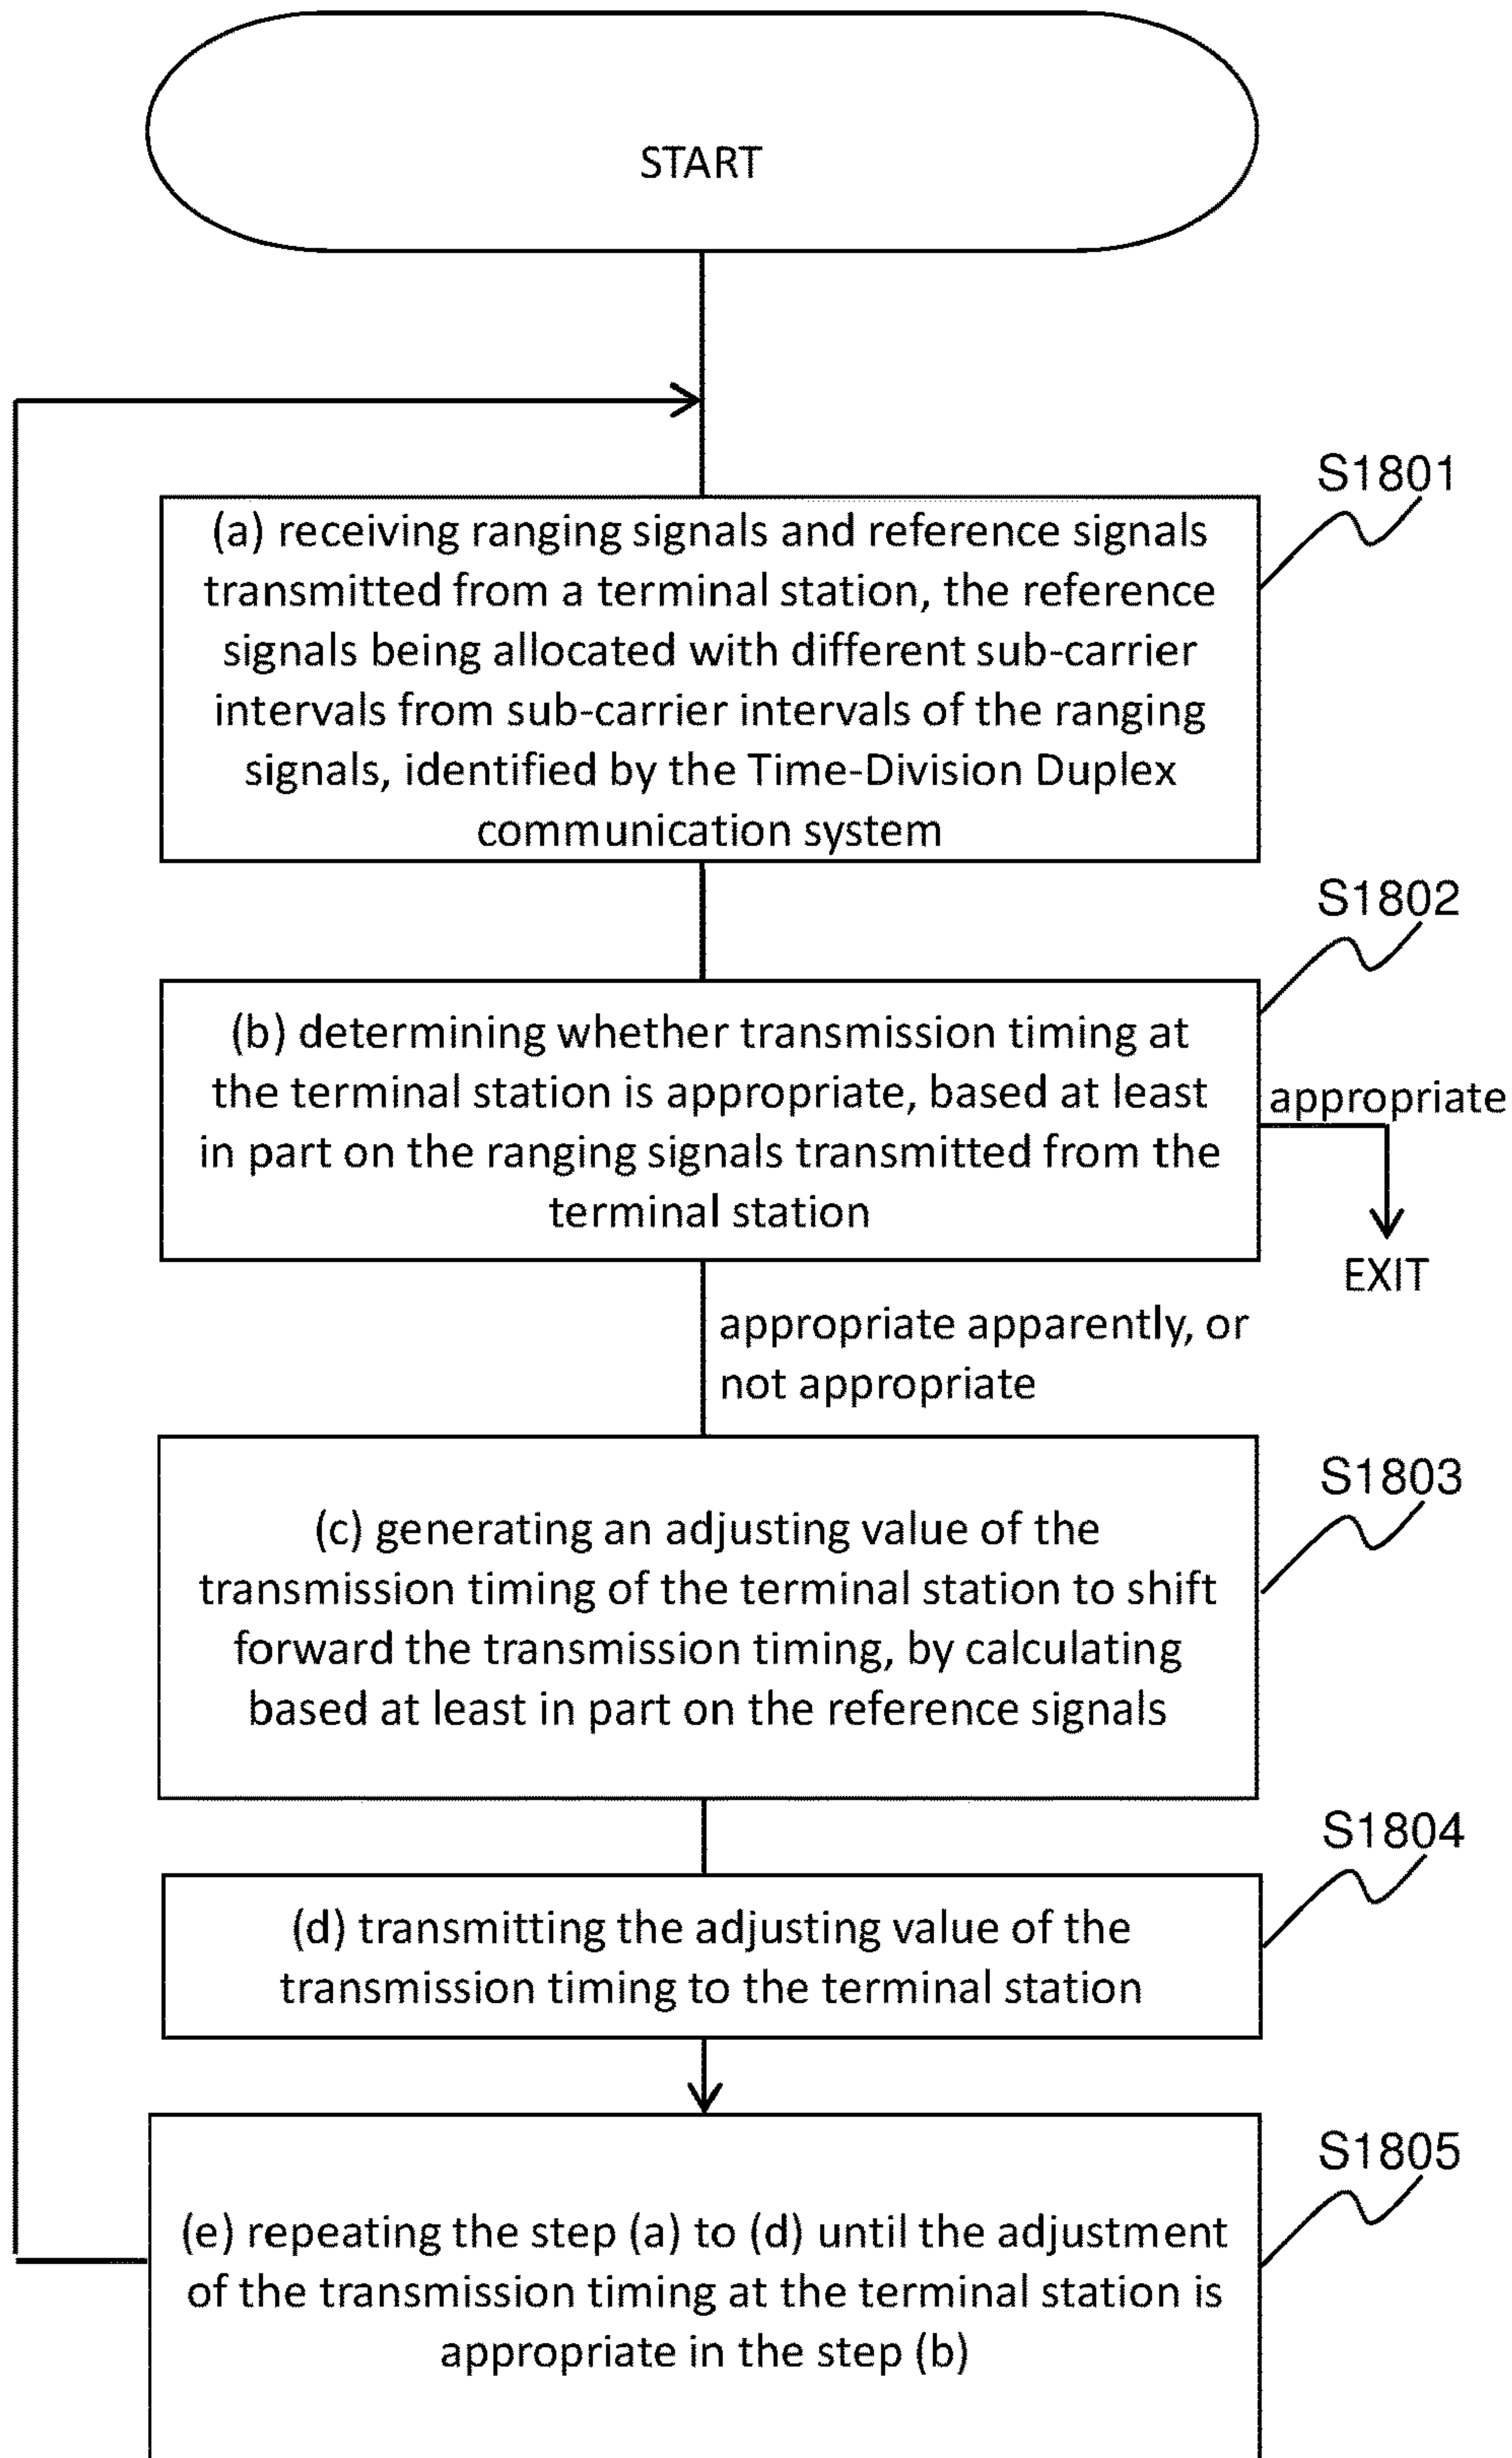 START
S1801
(a) receiving ranging signals and reference signals
transmitted from a terminal station, the reference
signals being allocated with different sub-carrier
intervals from sub-carrier intervals of the ranging
signals, identified by the Time-Division Duplex
communication system
S1802
(b) determining whether transmission timing at
the terminal station is appropriate, based at least
in part on the ranging signals transmitted from the
terminal station
appropriate
EXIT
appropriate apparently, or
not appropriate
S1803
(c) generating an adjusting value of the
transmission timing of the terminal station to shift
forward the transmission timing, by calculating
based at least in part on the reference signals
S1804
(d) transmitting the adjusting value of the
transmission timing to the terminal station
S1805
(e) repeating the step (a) to (d) until the adjustment
of the transmission timing at the terminal station is
appropriate in the step (b)